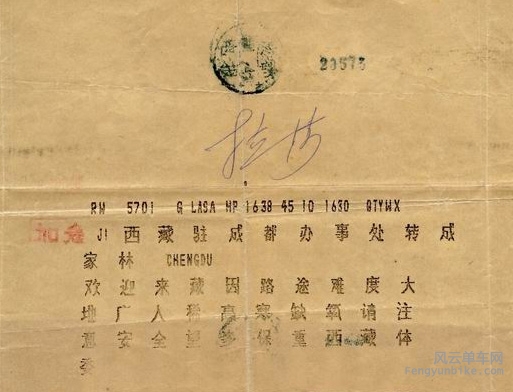 20573
拉萨
RW 5701 G LASA HP 1638 45 10 1630 QTYWX
加急 JI 西藏驻成都办事处转成
家林 CHENGDU
欢迎来藏因路途难度大
地广人稀高寒缺氧请注
意安全望多保重西藏体
委
风云单车网
Fengyunbike.com